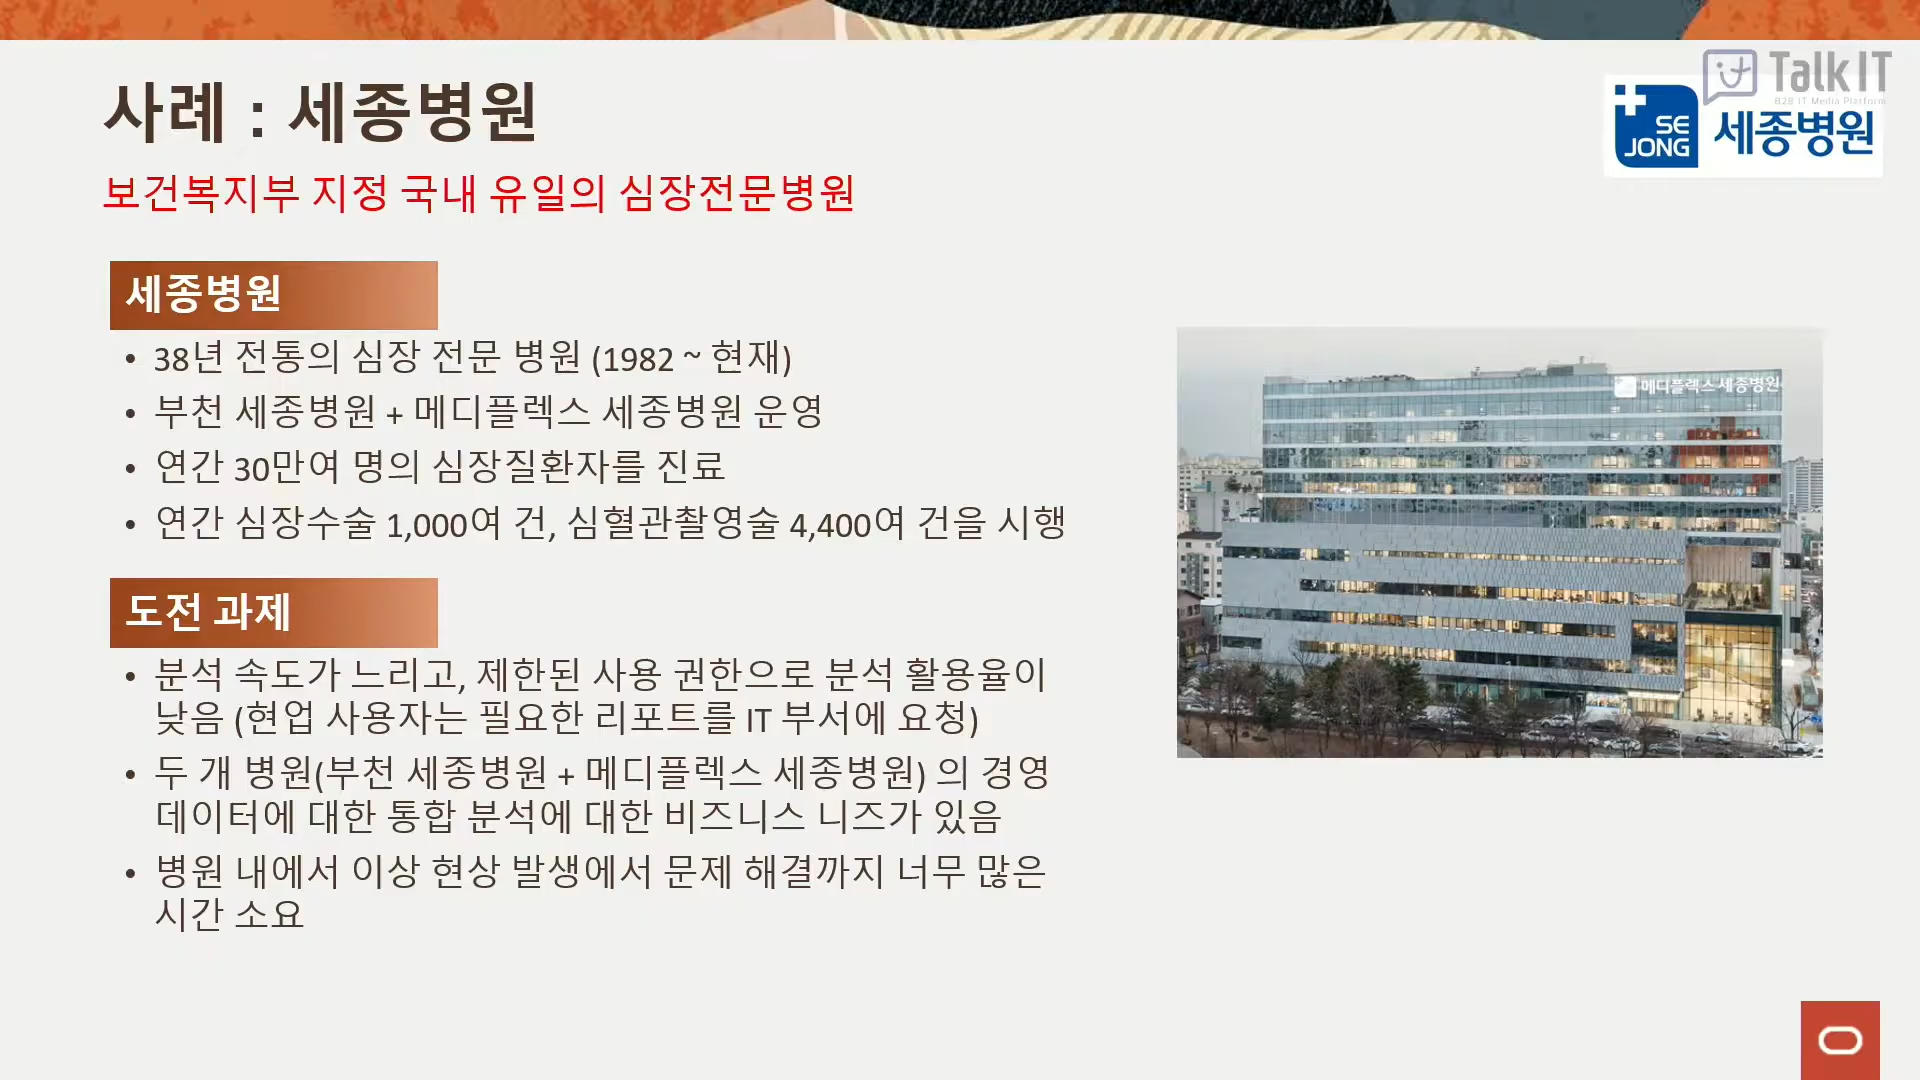 Talk IT
B2B IT Media Platform
사례 : 세종병원
SE
JONG
세종병원
보건복지부 지정 국내 유일의 심장전문병원
세종병원
• 38년 전통의 심장 전문 병원 (1982 ~ 현재)
• 부천 세종병원 + 메디플렉스 세종병원 운영
• 연간 30만여 명의 심장질환자를 진료
• 연간 심장수술 1,000여 건, 심혈관촬영술 4,400여 건을 시행
메디플렉스 세종병원
도전 과제
• 분석 속도가 느리고, 제한된 사용 권한으로 분석 활용율이
낮음 (현업 사용자는 필요한 리포트를 IT 부서에 요청)
• 두 개 병원(부천 세종병원 + 메디플렉스 세종병원) 의 경영
데이터에 대한 통합 분석에 대한 비즈니스 니즈가 있음
• 병원 내에서 이상 현상 발생에서 문제 해결까지 너무 많은
시간 소요